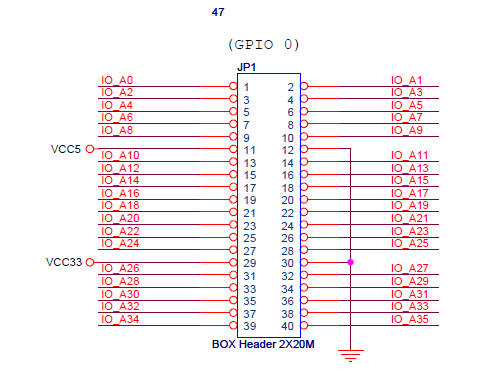 47
(GPIO 0)
JP1
IO_A0 1 2 IO_A1
IO_A2 3 4 IO_A3
IO_A4 5 6 IO_A5
IO_A6 7 8 IO_A7
IO_A8 9 10 IO_A9
VCC5 11 12
IO_A10 13 14 IO_A11
IO_A12 15 16 IO_A13
IO_A14 17 18 IO_A15
IO_A16 19 20 IO_A17
IO_A18 21 22 IO_A19
IO_A20 23 24 IO_A21
IO_A22 25 26 IO_A23
IO_A24 27 28 IO_A25
VCC33 29 30
IO_A26 31 32 IO_A27
IO_A28 33 34 IO_A29
IO_A30 35 36 IO_A31
IO_A32 37 38 IO_A33
IO_A34 39 40 IO_A35
BOX Header 2X20M